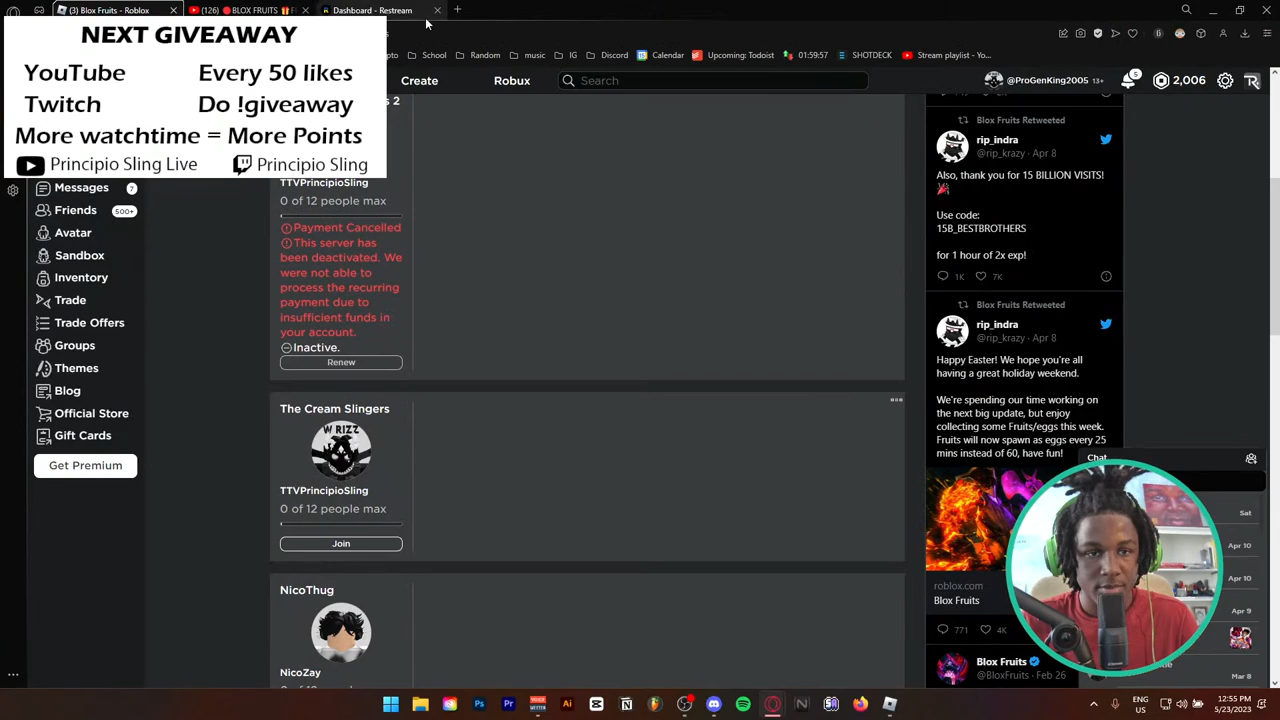 (3) Blox Fruits - Roblox
(126) 🔴BLOX FRUITS 🎁 F
Dashboard - Restream
NEXT GIVEAWAY
YouTube Every 50 likes
Twitch Do !giveaway
More watchtime = More Points
Principio Sling Live Principio Sling
School
Random
music
IG
Discord
Calendar
Upcoming: Todoist
01:59:57
SHOTDECK
Stream playlist - Yo...
Create
Robux
Search
@ProGenKing2005 13+
5
2,006
Messages 7
Friends 500+
Avatar
Sandbox
Inventory
Trade
Trade Offers
Groups
Themes
Blog
Official Store
Gift Cards
Get Premium
TTVPrincipioSling
0 of 12 people max
Payment Cancelled
This server has
been deactivated. We
were not able to
process the recurring
payment due to
insufficient funds in
your account.
Inactive.
Renew
The Cream Slingers
W RIZZ
TTVPrincipioSling
0 of 12 people max
Join
NicoThug
NicoZay
Blox Fruits Retweeted
rip_indra
@rip_krazy · Apr 8
Also, thank you for 15 BILLION VISITS!
🎉
Use code:
15B_BESTBROTHERS
for 1 hour of 2x exp!
1K 7K
Blox Fruits Retweeted
rip_indra
@rip_krazy · Apr 8
Happy Easter! We hope you're all
having a great holiday weekend.
We're spending our time working on
the next big update, but enjoy
collecting some Fruits/eggs this week.
Fruits will now spawn as eggs every 25
mins instead of 60, have fun!
roblox.com
Blox Fruits
771 4K
Blox Fruits
@BloxFruits · Feb 26
Chat
Sat
Apr 10
Apr 10
Apr 9
Mar 8
ENG
US
12:55 PM
7/23/2023